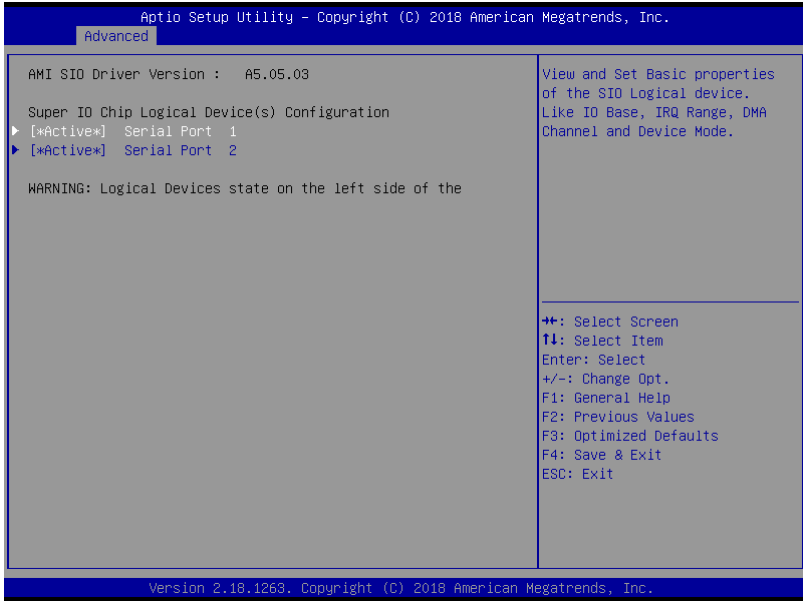 Aptio Setup Utility – Copyright (C) 2018 American Megatrends, Inc.
Advanced
AMI SIO Driver Version :   A5.05.03
Super IO Chip Logical Device(s) Configuration
[*Active*]  Serial Port  1
[*Active*]  Serial Port  2
WARNING: Logical Devices state on the left side of the
View and Set Basic properties
of the SIO Logical device.
Like IO Base, IRQ Range, DMA
Channel and Device Mode.
→←: Select Screen
↑↓: Select Item
Enter: Select
+/-: Change Opt.
F1: General Help
F2: Previous Values
F3: Optimized Defaults
F4: Save & Exit
ESC: Exit
Version 2.18.1263. Copyright (C) 2018 American Megatrends, Inc.